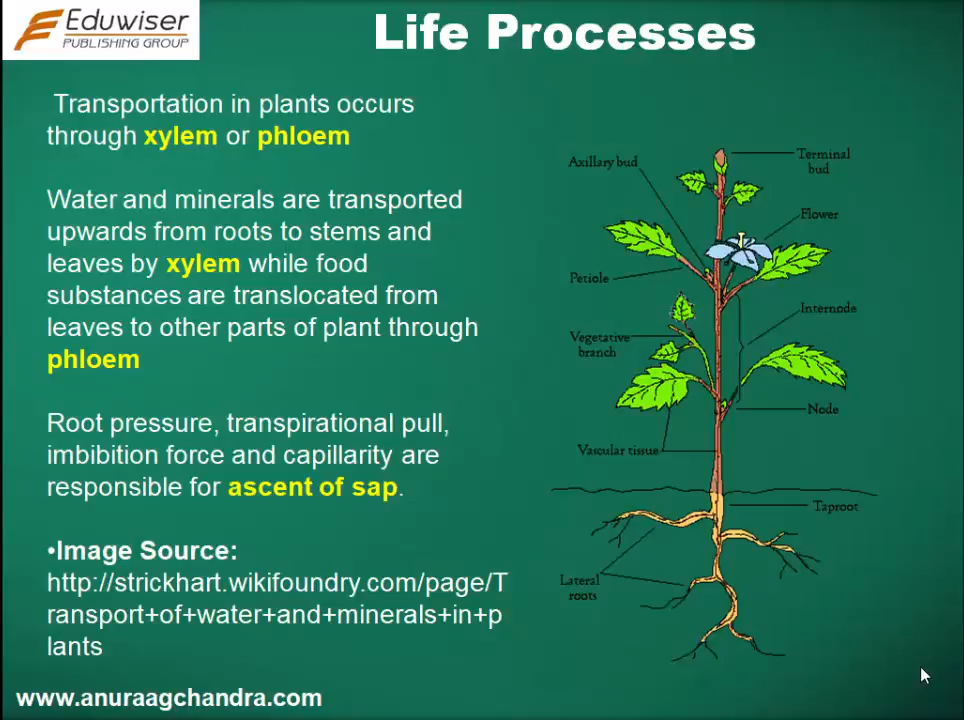 Eduwiser
PUBLISHING GROUP
Life Processes
Transportation in plants occurs
through xylem or phloem
Water and minerals are transported
upwards from roots to stems and
leaves by xylem while food
substances are translocated from
leaves to other parts of plant through
phloem
Root pressure, transpirational pull,
imbibition force and capillarity are
responsible for ascent of sap.
•Image Source:
http://strickhart.wikifoundry.com/page/T
ransport+of+water+and+minerals+in+p
lants
www.anuraagchandra.com
Axillary bud
Terminal
bud
Flower
Petiole
Internode
Vegetative
branch
Node
Vascular tissue
Taproot
Lateral
roots